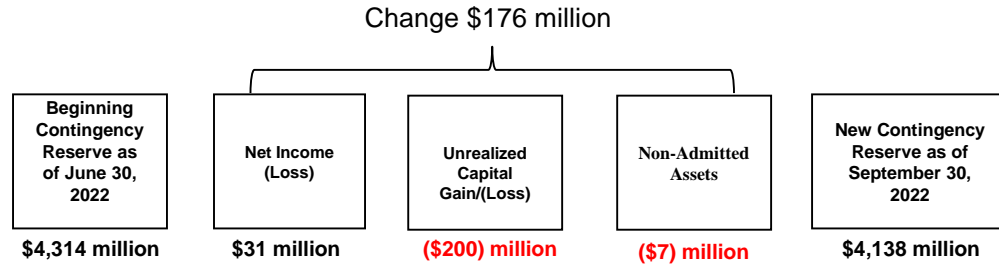 Change $176 million
Beginning
Contingency
Reserve as
of June 30,
2022
Net Income
(Loss)
Unrealized
Capital
Gain/(Loss)
Non-Admitted
Assets
New Contingency
Reserve as of
September 30,
2022
$4,314 million
$31 million
($200) million
($7) million
$4,138 million